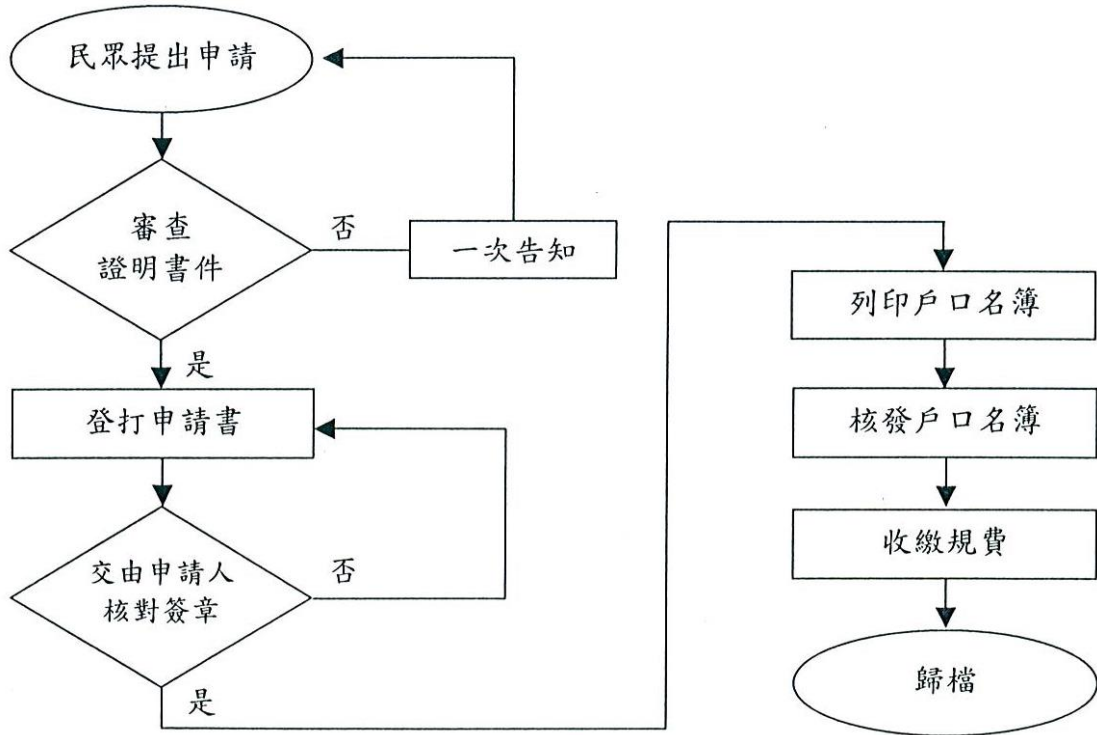 民眾提出申請
審查
證明書件
否
一次告知
是
登打申請書
交由申請人
核對簽章
否
是
列印戶口名簿
核發戶口名簿
收繳規費
歸檔